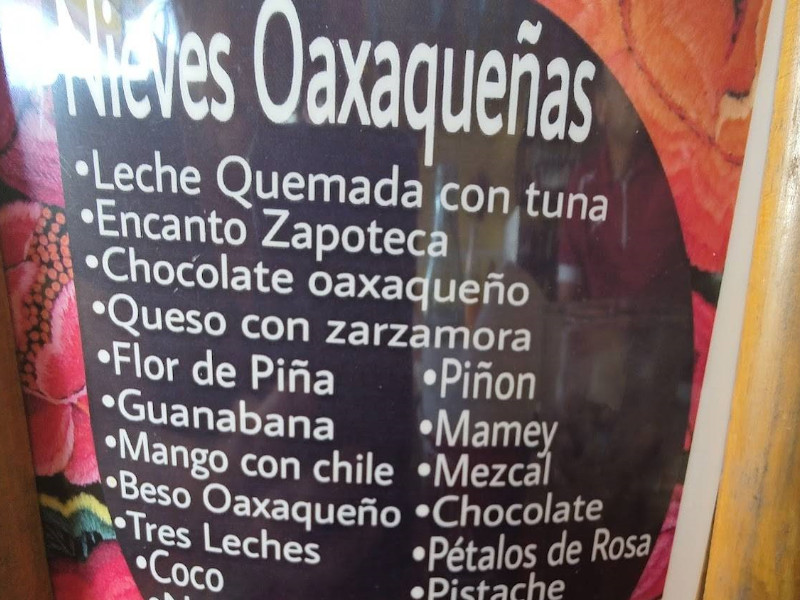 Nieves Oaxaqueñas
•Leche Quemada con tuna
•Encanto Zapoteca
•Chocolate oaxaqueño
•Queso con zarzamora
•Flor de Piña
•Guanabana
•Mango con chile
•Beso Oaxaqueño
•Tres Leches
•Coco
•Piñon
•Mamey
•Mezcal
•Chocolate
•Pétalos de Rosa
•Pistache